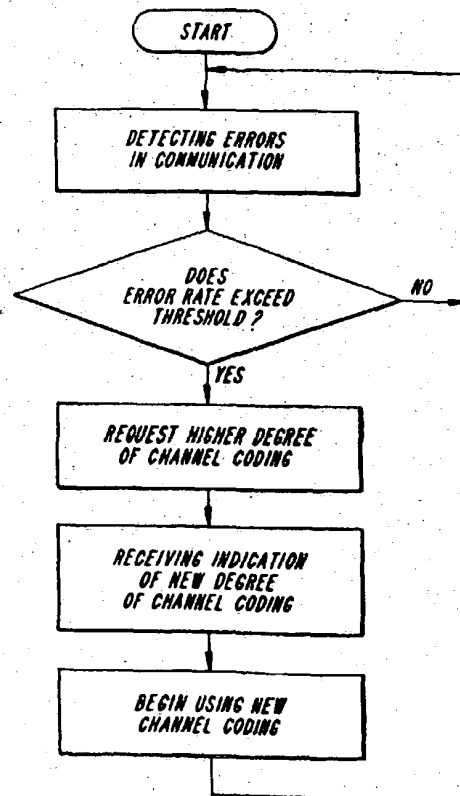 START
DETECTING ERRORS
IN COMMUNICATION
DOES
ERROR RATE EXCEED
THRESHOLD ?
NO
YES
REQUEST HIGHER DEGREE
OF CHANNEL CODING
RECEIVING INDICATION
OF NEW DEGREE
OF CHANNEL CODING
BEGIN USING NEW
CHANNEL CODING